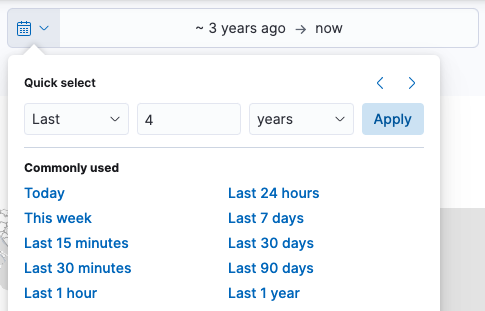 ~ 3 years ago → now
Quick select
Last 4 years Apply
Commonly used
Today Last 24 hours
This week Last 7 days
Last 15 minutes Last 30 days
Last 30 minutes Last 90 days
Last 1 hour Last 1 year